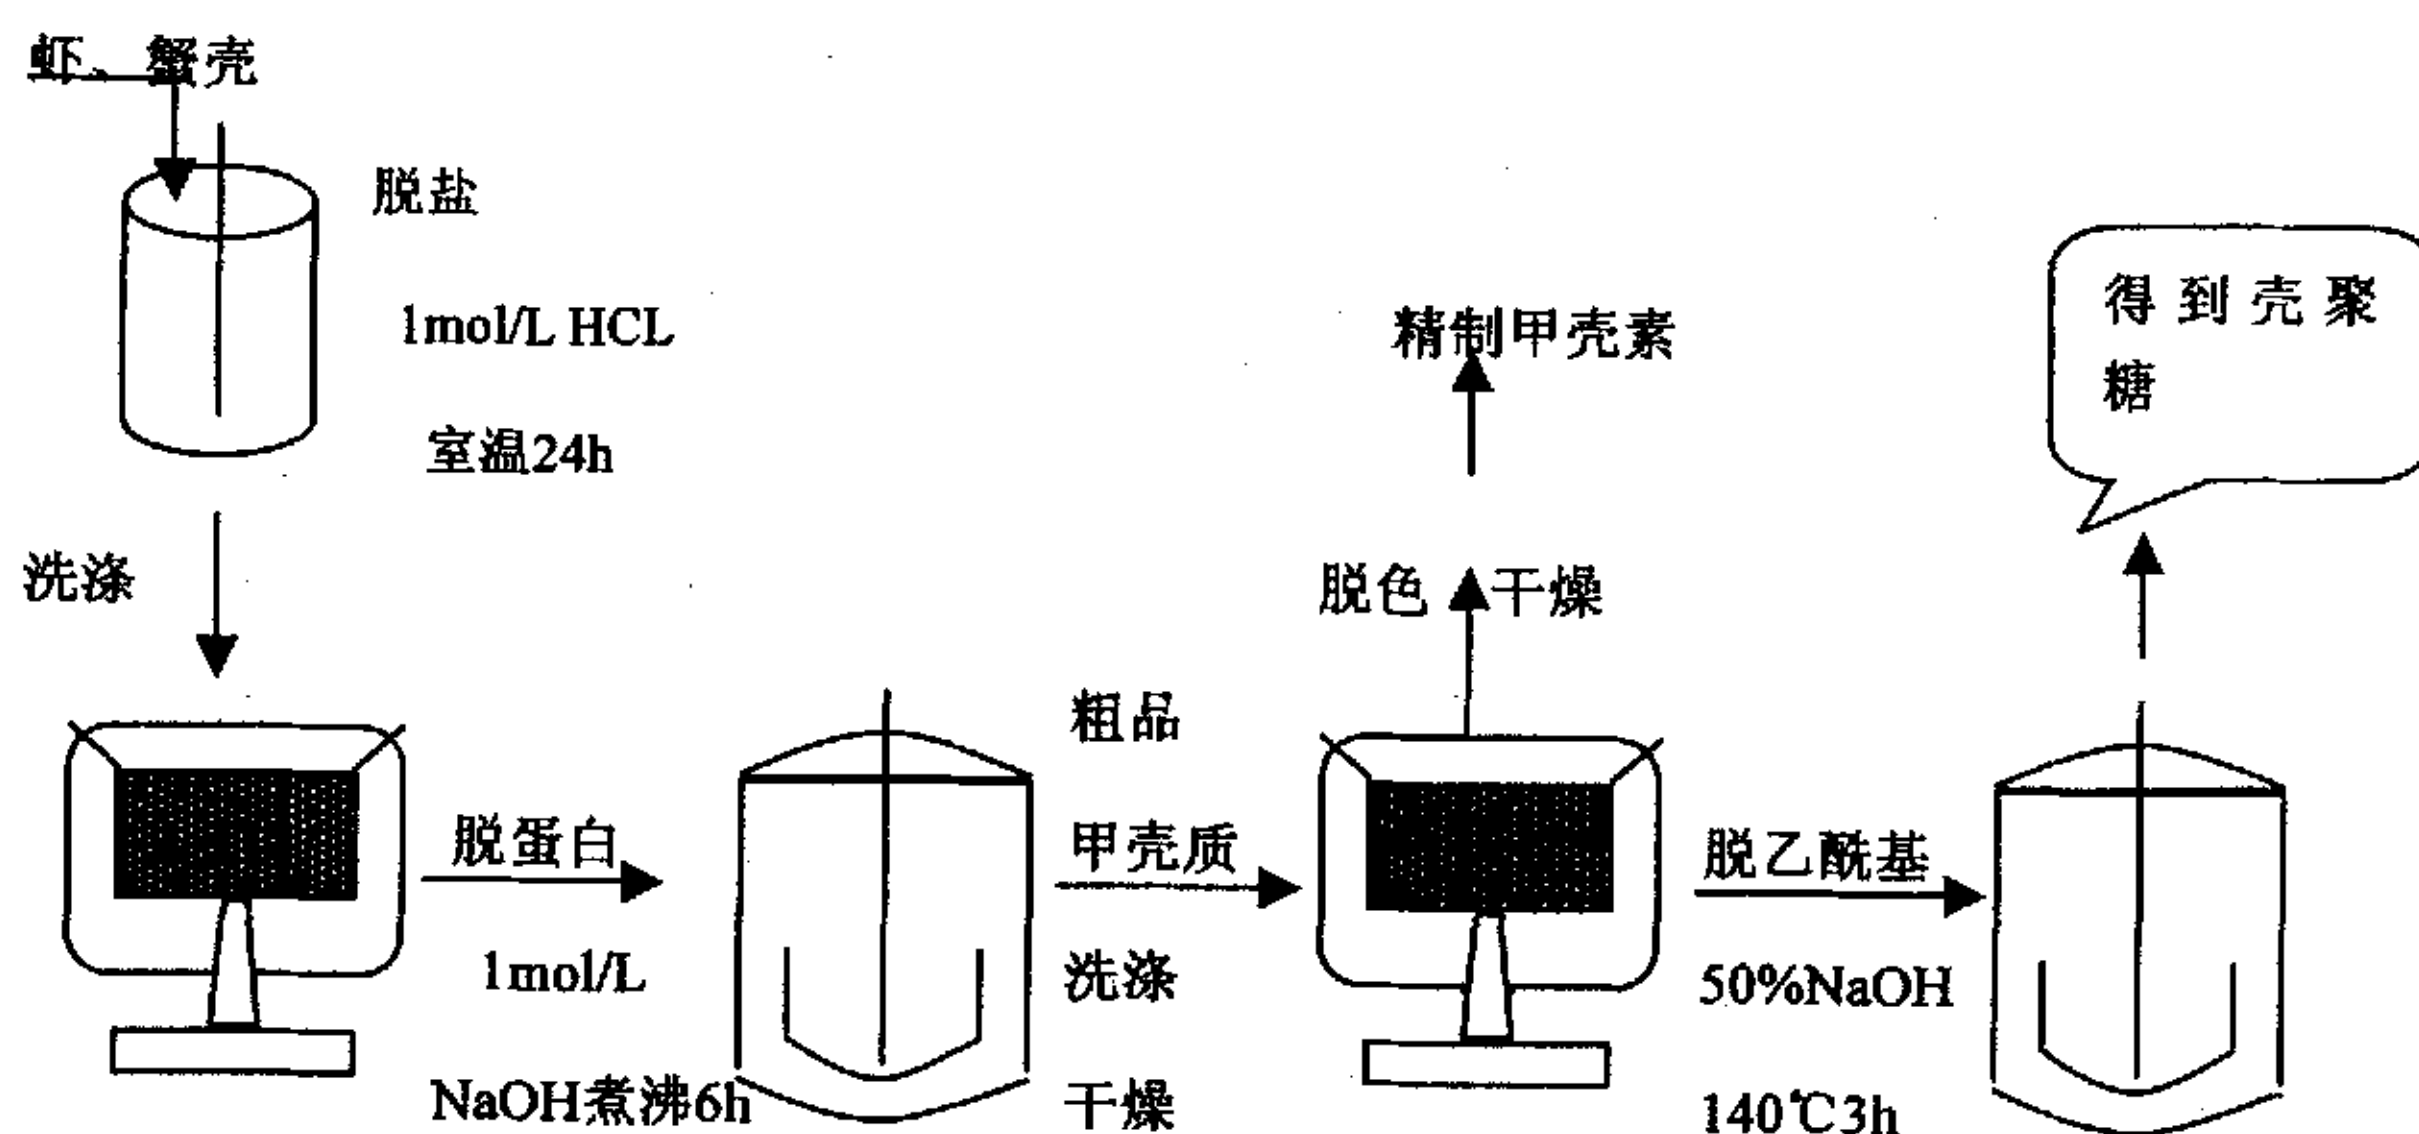 虾、蟹壳
脱盐
1mol/L HCL
室温24h
洗涤
脱蛋白
1mol/L
NaOH煮沸6h
粗品
甲壳质
洗涤
干燥
脱色
干燥
精制甲壳素
脱乙酰基
50%NaOH
140℃3h
得到壳聚
糖